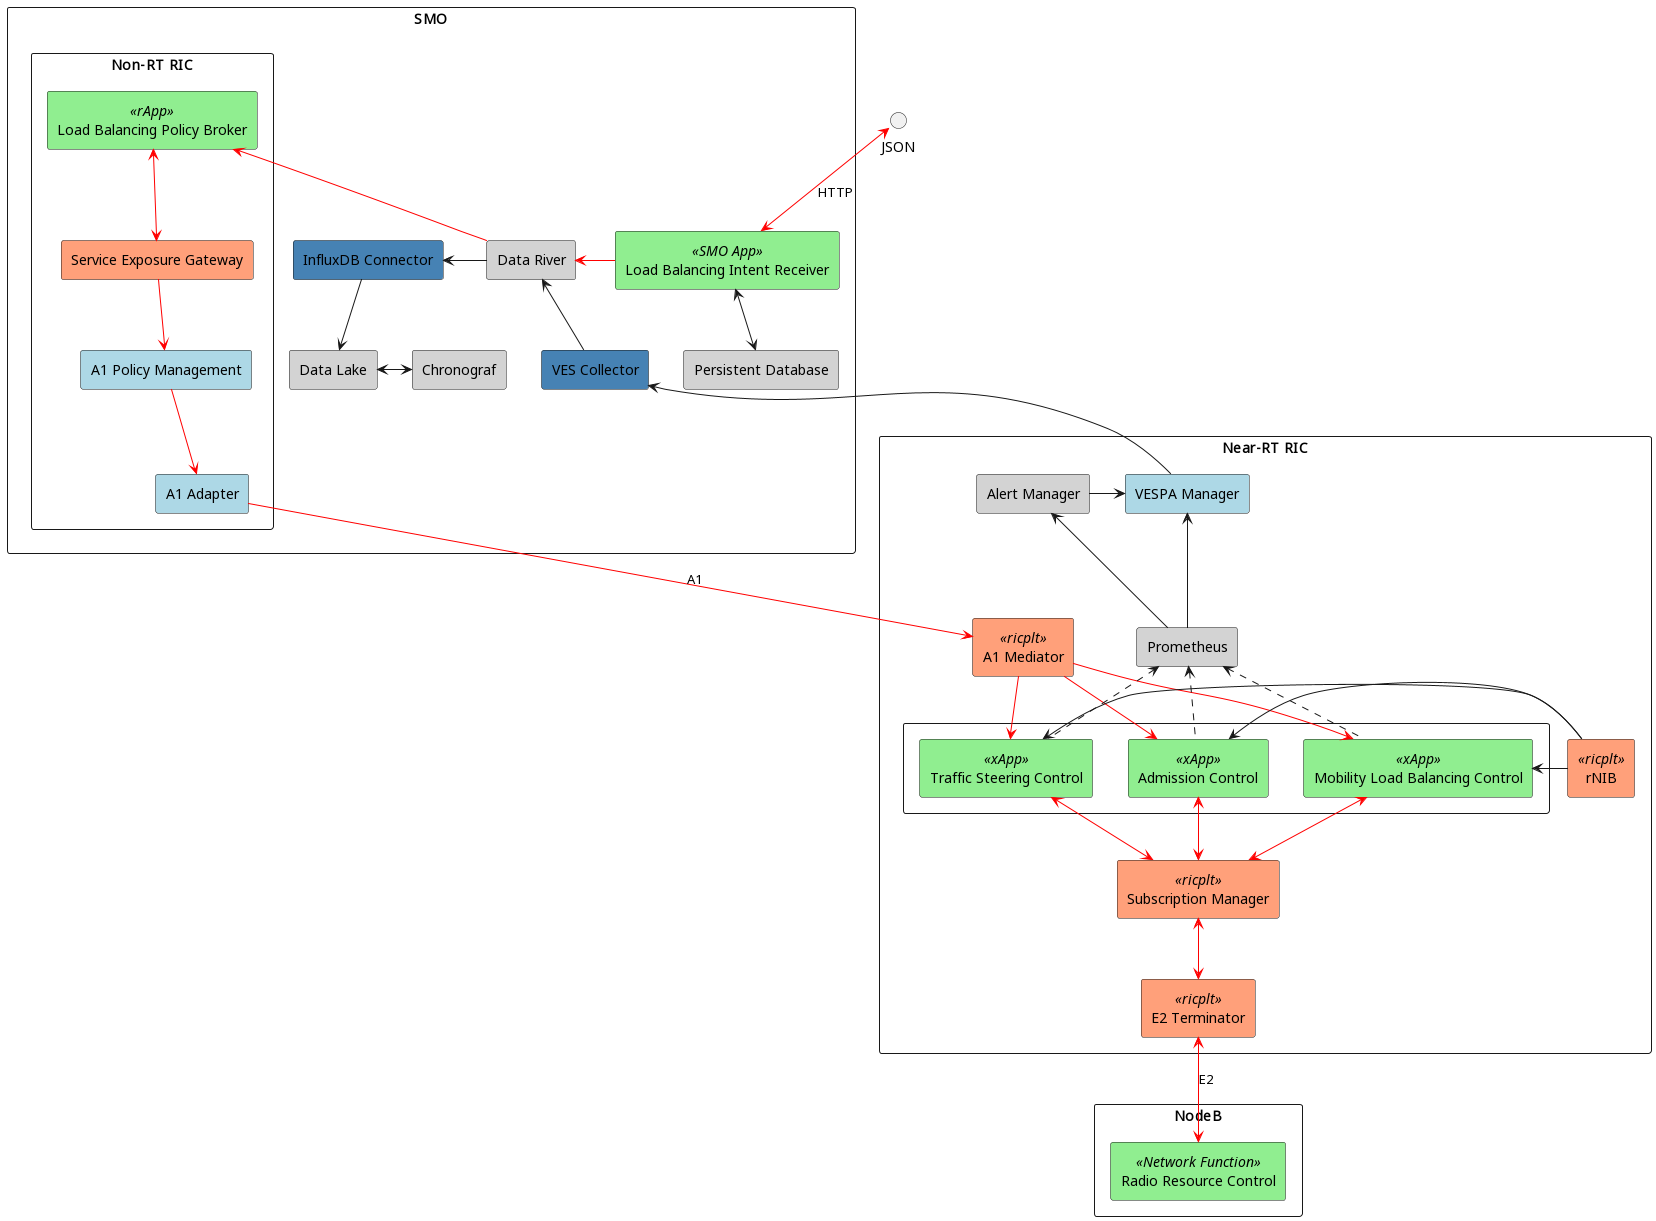 SMO
Non-RT RIC
«rApp»
Load Balancing Policy Broker
JSON
HTTP
Service Exposure Gateway
InfluxDB Connector
Data River
«SMO App»
Load Balancing Intent Receiver
A1 Policy Management
Data Lake
Chronograf
VES Collector
Persistent Database
Near-RT RIC
A1 Adapter
Alert Manager
VESPA Manager
A1
«ricplt»
A1 Mediator
Prometheus
«xApp»
Traffic Steering Control
«xApp»
Admission Control
«xApp»
Mobility Load Balancing Control
«ricplt»
rNIB
«ricplt»
Subscription Manager
«ricplt»
E2 Terminator
E2
NodeB
«Network Function»
Radio Resource Control